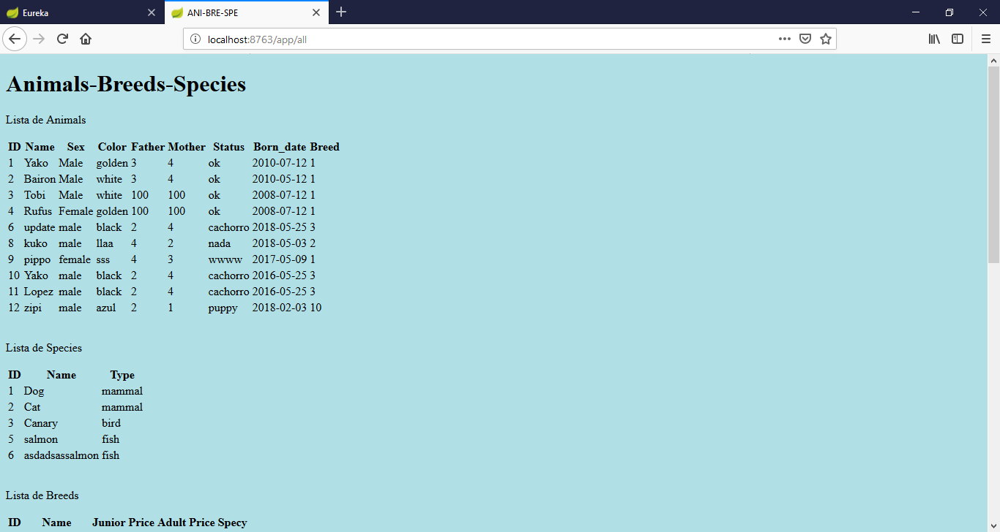 Eureka
ANI-BRE-SPE
localhost:8763/app/all
Animals-Breeds-Species
Lista de Animals
ID Name Sex Color Father Mother Status Born_date Breed
1 Yako Male golden 3 4 ok 2010-07-12 1
2 Bairon Male white 3 4 ok 2010-05-12 1
3 Tobi Male white 100 100 ok 2008-07-12 1
4 Rufus Female golden 100 100 ok 2008-07-12 1
6 update male black 2 4 cachorro 2018-05-25 3
8 kuko male llaa 4 2 nada 2018-05-03 2
9 pippo female sss 4 3 wwww 2017-05-09 1
10 Yako male black 2 4 cachorro 2016-05-25 3
11 Lopez male black 2 4 cachorro 2016-05-25 3
12 zipi male azul 2 1 puppy 2018-02-03 10
Lista de Species
ID Name Type
1 Dog mammal
2 Cat mammal
3 Canary bird
5 salmon fish
6 asdadsassalmon fish
Lista de Breeds
ID Name Junior Price Adult Price Specy